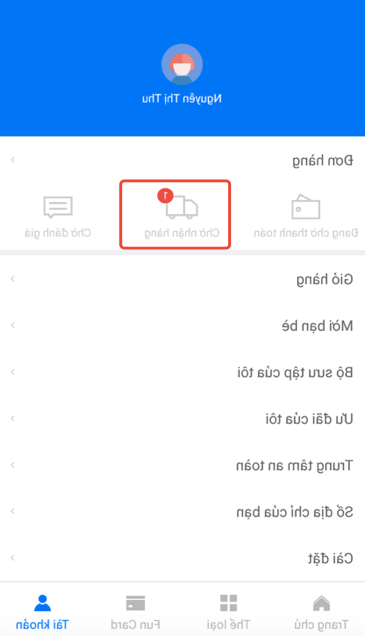 Nguyễn Thị Thu
Đơn hàng
Đang chờ thanh toán
Chờ nhận hàng
1
Chờ đánh giá
Giỏ hàng
Mời bạn bè
Bộ sưu tập của tôi
Ưu đãi của tôi
Trung tâm an toàn
Sổ địa chỉ của bạn
Cài đặt
Trang chủ
Thể loại
Fun Card
Tài khoản